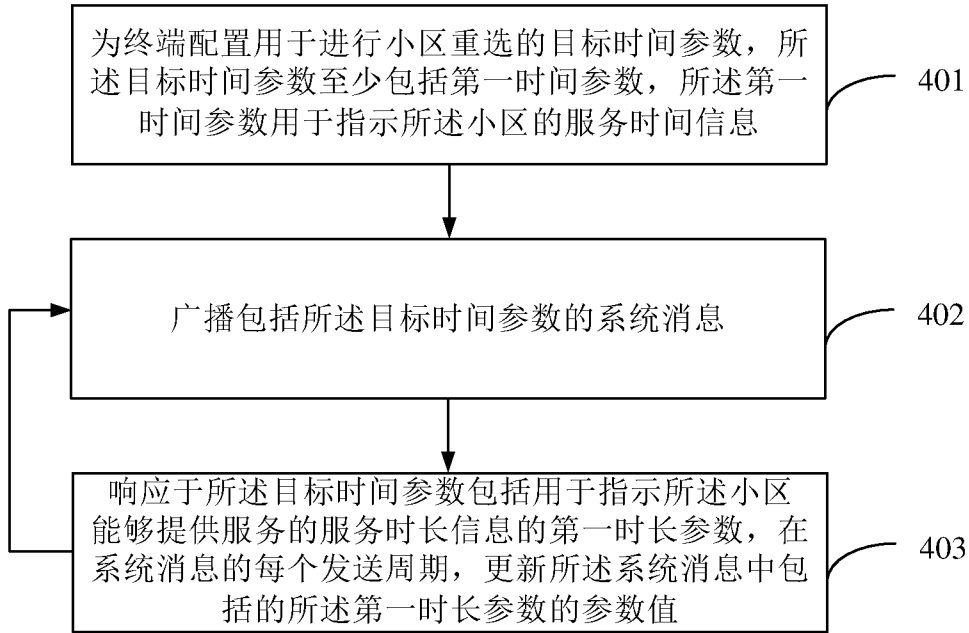 为终端配置用于进行小区重选的目标时间参数，所
述目标时间参数至少包括第一时间参数，所述第一
时间参数用于指示所述小区的服务时间信息
401
广播包括所述目标时间参数的系统消息
402
响应于所述目标时间参数包括用于指示所述小区
能够提供服务的服务时长信息的第一时长参数，在
系统消息的每个发送周期，更新所述系统消息中包
括的所述第一时长参数的参数值
403